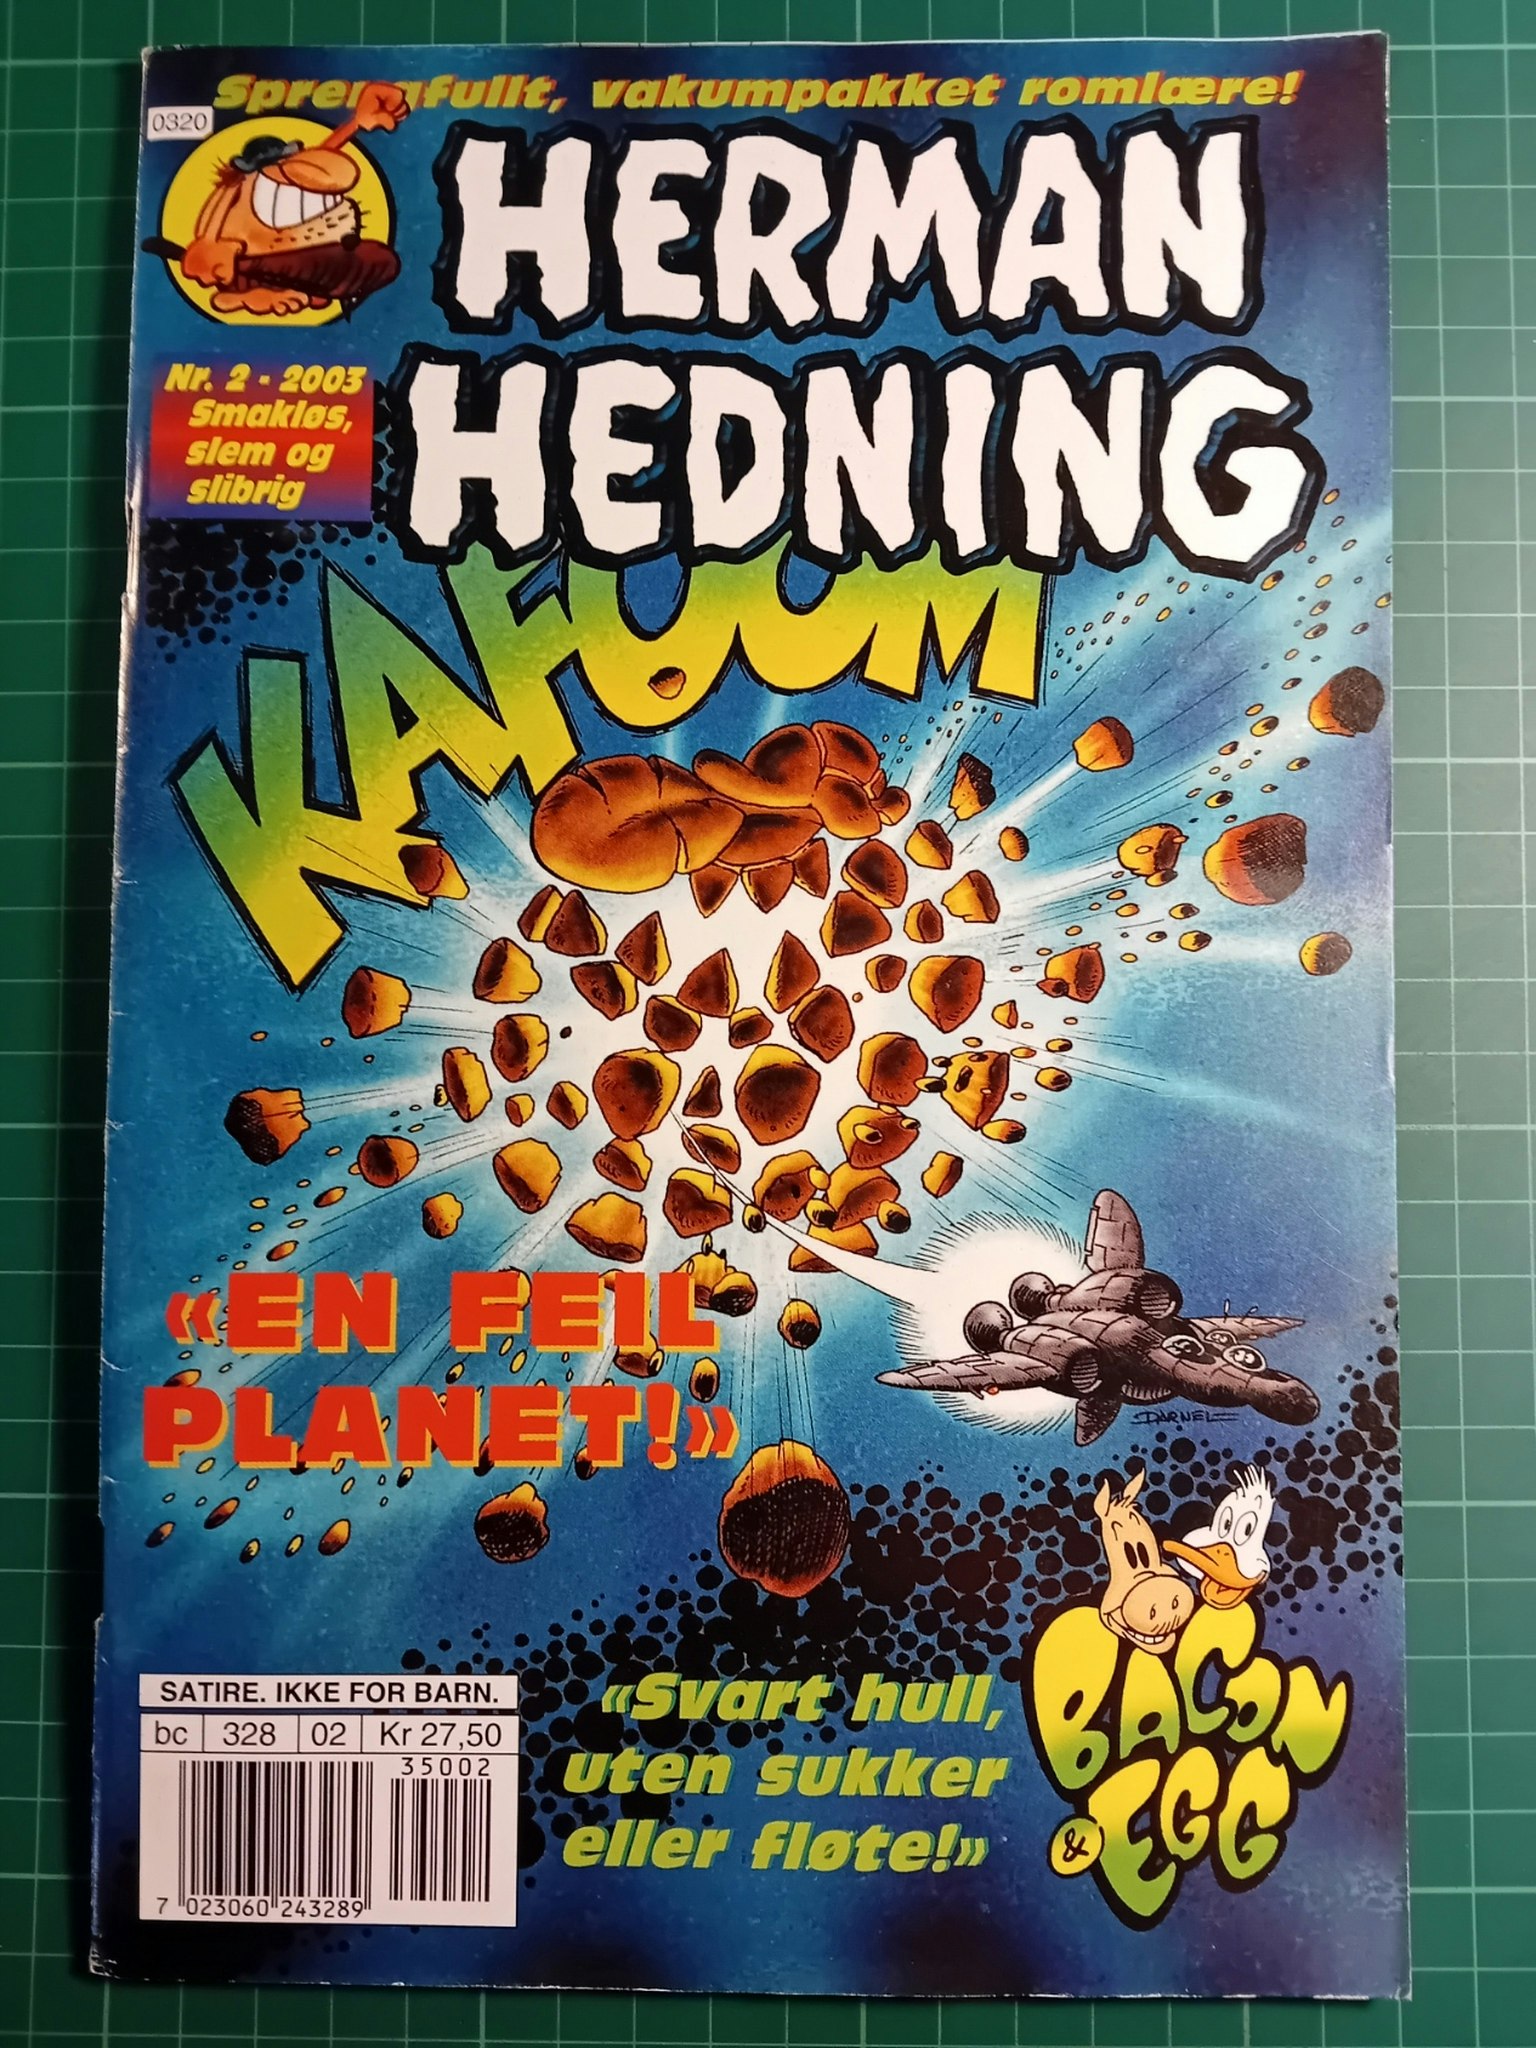 Sprengfullt, vakumpakket romlære!
0320
HERMAN
HEDNING
Nr. 2 - 2003
Smakløs,
slem og
slibrig
KAFOOM
«EN FEIL
PLANET!»
DARNEL
BACON
& EGG
«Svart hull,
uten sukker
eller fløte!»
SATIRE. IKKE FOR BARN.
bc 328 02 Kr 27,50
35002
7 023060 243289